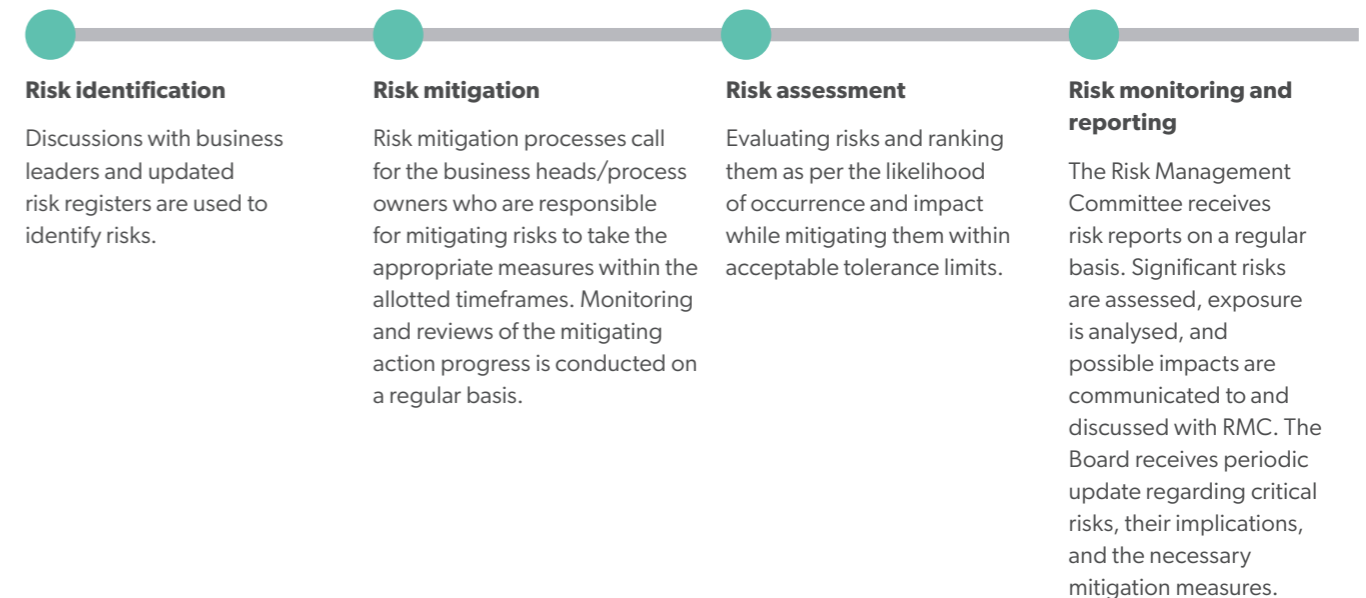 Risk identification
Discussions with business
leaders and updated
risk registers are used to
identify risks.
Risk mitigation
Risk mitigation processes call
for the business heads/process
owners who are responsible
for mitigating risks to take the
appropriate measures within the
allotted timeframes. Monitoring
and reviews of the mitigating
action progress is conducted on
a regular basis.
Risk assessment
Evaluating risks and ranking
them as per the likelihood
of occurrence and impact
while mitigating them within
acceptable tolerance limits.
Risk monitoring and
reporting
The Risk Management
Committee receives
risk reports on a regular
basis. Significant risks
are assessed, exposure
is analysed, and
possible impacts are
communicated to and
discussed with RMC. The
Board receives periodic
update regarding critical
risks, their implications,
and the necessary
mitigation measures.